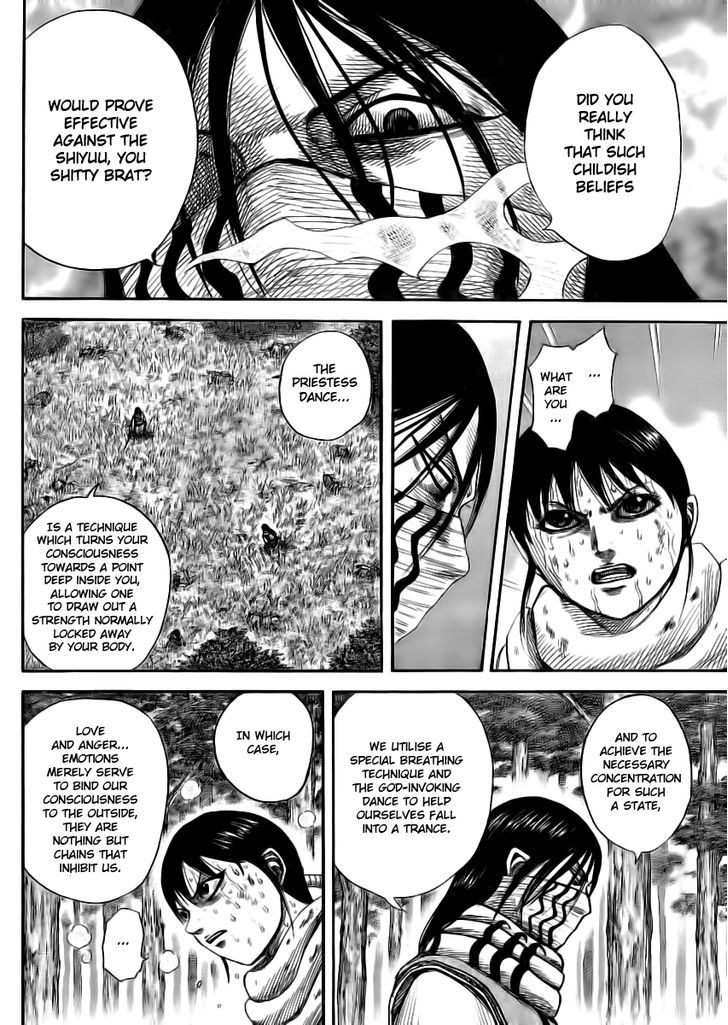 DID YOU
REALLY
THINK
THAT SUCH
CHILDISH
BELIEFS
WOULD PROVE
EFFECTIVE
AGAINST THE
SHIYUU, YOU
SHITTY BRAT?
...
WHAT
ARE
YOU
...
THE
PRIESTESS
DANCE...
IS A TECHNIQUE
WHICH TURNS YOUR
CONSCIOUSNESS
TOWARDS A POINT
DEEP INSIDE YOU,
ALLOWING ONE
TO DRAW OUT A
STRENGTH NORMALLY
LOCKED AWAY
BY YOUR BODY.
AND TO
ACHIEVE THE
NECESSARY
CONCENTRATION
FOR SUCH
A STATE,
WE UTILISE A
SPECIAL BREATHING
TECHNIQUE AND
THE GOD-INVOKING
DANCE TO HELP
OURSELVES FALL
INTO A TRANCE.
IN WHICH
CASE,
LOVE
AND ANGER...
EMOTIONS
MERELY SERVE
TO BIND OUR
CONSCIOUSNESS
TO THE OUTSIDE,
THEY ARE
NOTHING BUT
CHAINS THAT
INHIBIT US.
...